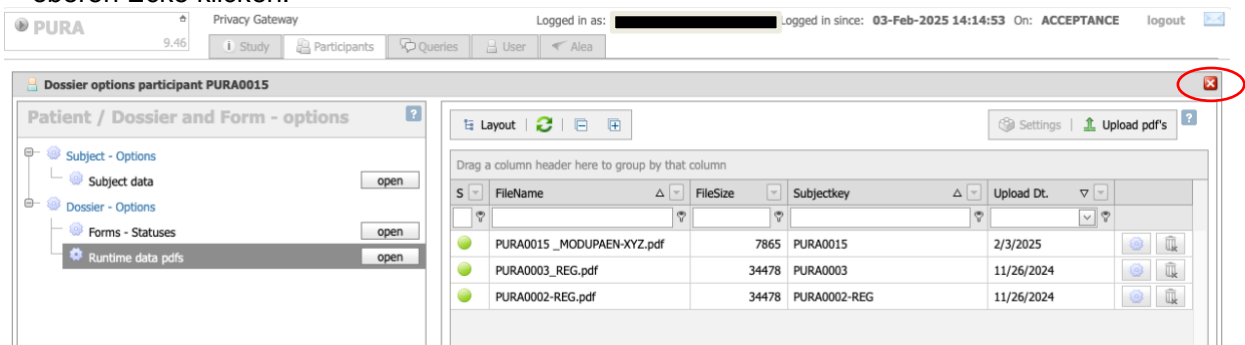 oberen Ecke klicken.
PURA 9.46 Privacy Gateway Logged in as: Logged in since: 03-Feb-2025 14:14:53 On: ACCEPTANCE logout
Study Participants Queries User Alea
Dossier options participant PURA0015
Patient / Dossier and Form - options ?
Subject - Options
Subject data open
Dossier - Options
Forms - Statuses open
Runtime data pdfs open
Layout | | Settings | Upload pdf's ?
Drag a column header here to group by that column
S FileName FileSize Subjectkey Upload Dt.
PURA0015 _MODUPAEN-XYZ.pdf 7865 PURA0015 2/3/2025
PURA0003_REG.pdf 34478 PURA0003 11/26/2024
PURA0002-REG.pdf 34478 PURA0002-REG 11/26/2024